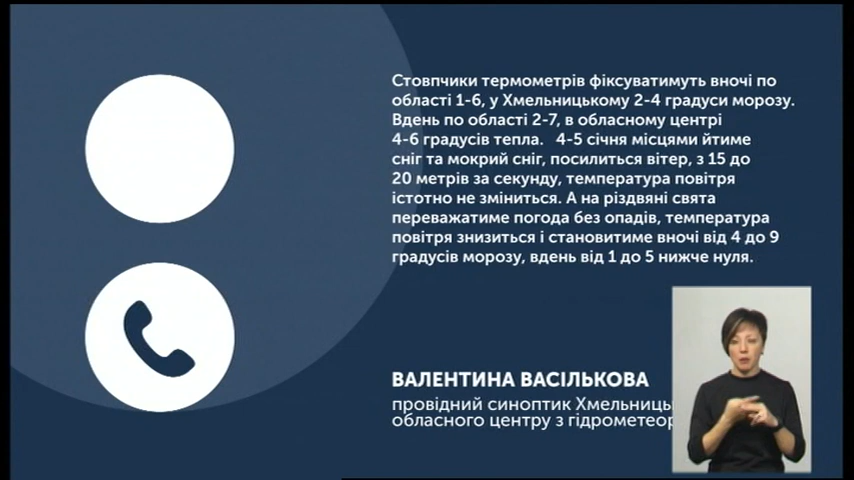 Стовпчики термометрів фіксуватимуть вночі по
області 1-6, у Хмельницькому 2-4 градуси морозу.
Вдень по області 2-7, в обласному центрі
4-6 градусів тепла. 4-5 січня місцями йтиме
сніг та мокрий сніг, посилиться вітер, з 15 до
20 метрів за секунду, температура повітря
істотно не зміниться. А на різдвяні свята
переважатиме погода без опадів, температура
повітря знизиться і становитиме вночі від 4 до 9
градусів морозу, вдень від 1 до 5 нижче нуля.
ВАЛЕНТИНА ВАСІЛЬКОВА
провідний синоптик
обласного центру з